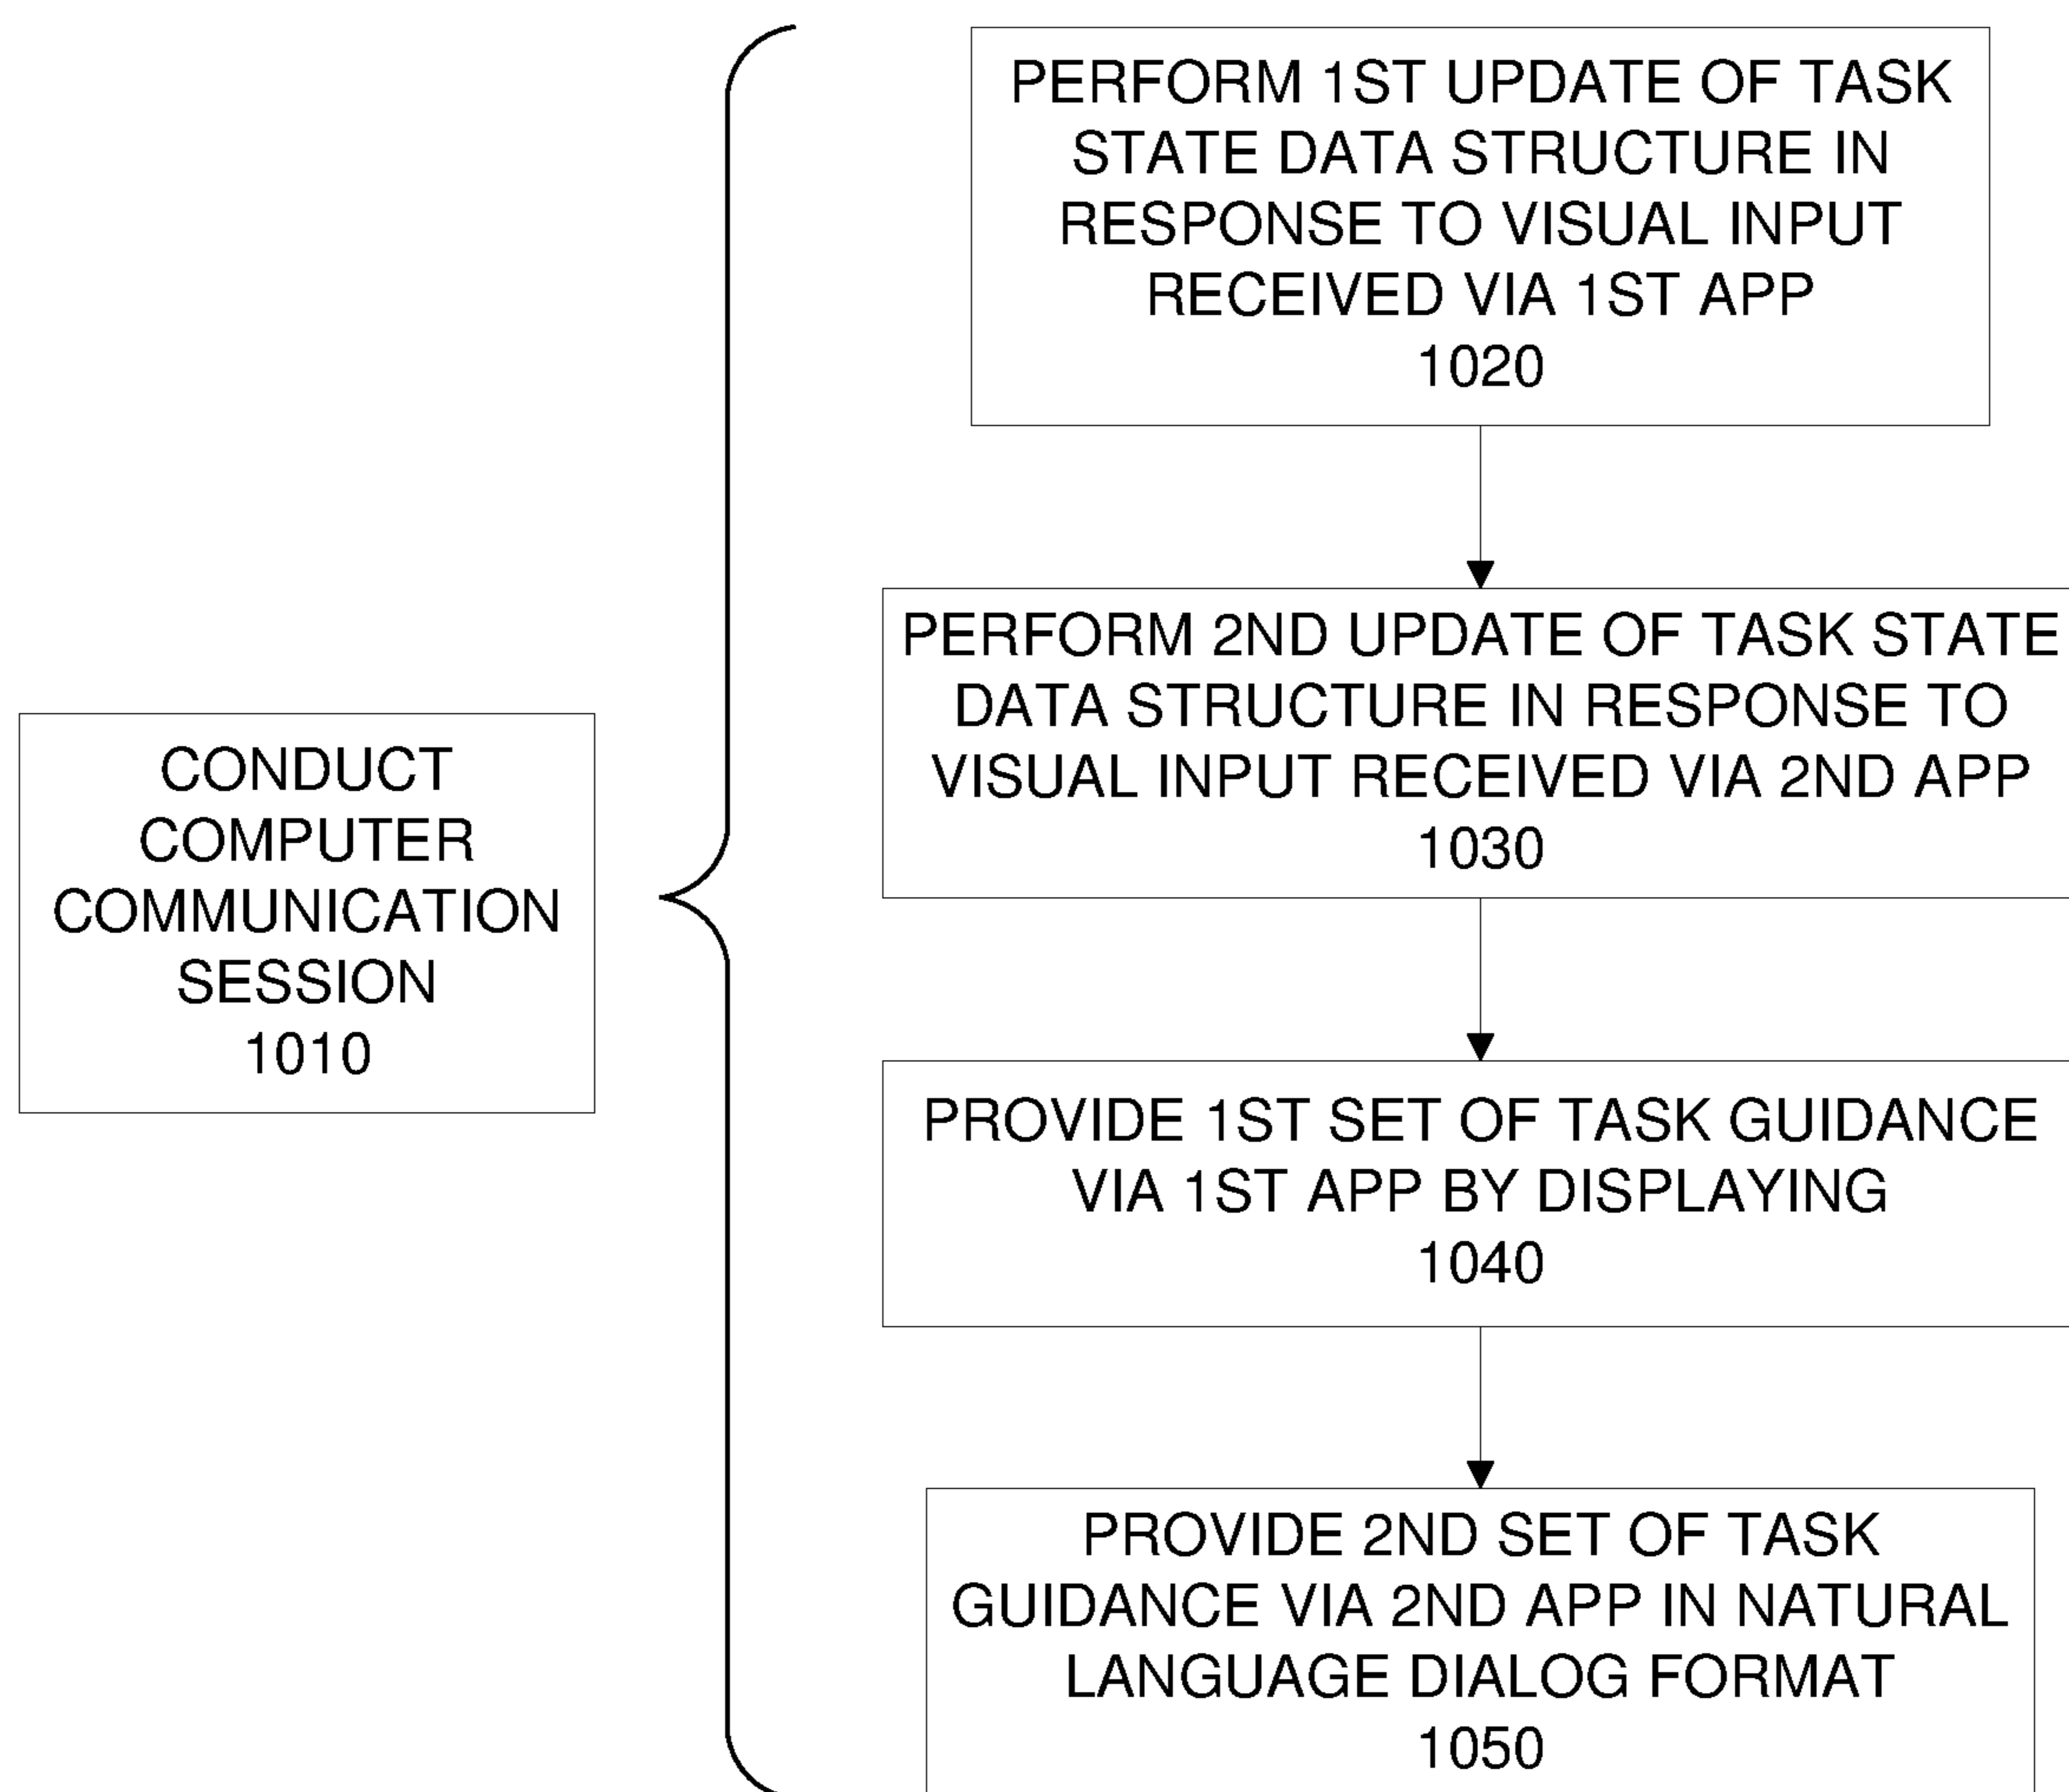 CONDUCT
COMPUTER
COMMUNICATION
SESSION
1010
PERFORM 1ST UPDATE OF TASK
STATE DATA STRUCTURE IN
RESPONSE TO VISUAL INPUT
RECEIVED VIA 1ST APP
1020
PERFORM 2ND UPDATE OF TASK STATE
DATA STRUCTURE IN RESPONSE TO
VISUAL INPUT RECEIVED VIA 2ND APP
1030
PROVIDE 1ST SET OF TASK GUIDANCE
VIA 1ST APP BY DISPLAYING
1040
PROVIDE 2ND SET OF TASK
GUIDANCE VIA 2ND APP IN NATURAL
LANGUAGE DIALOG FORMAT
1050